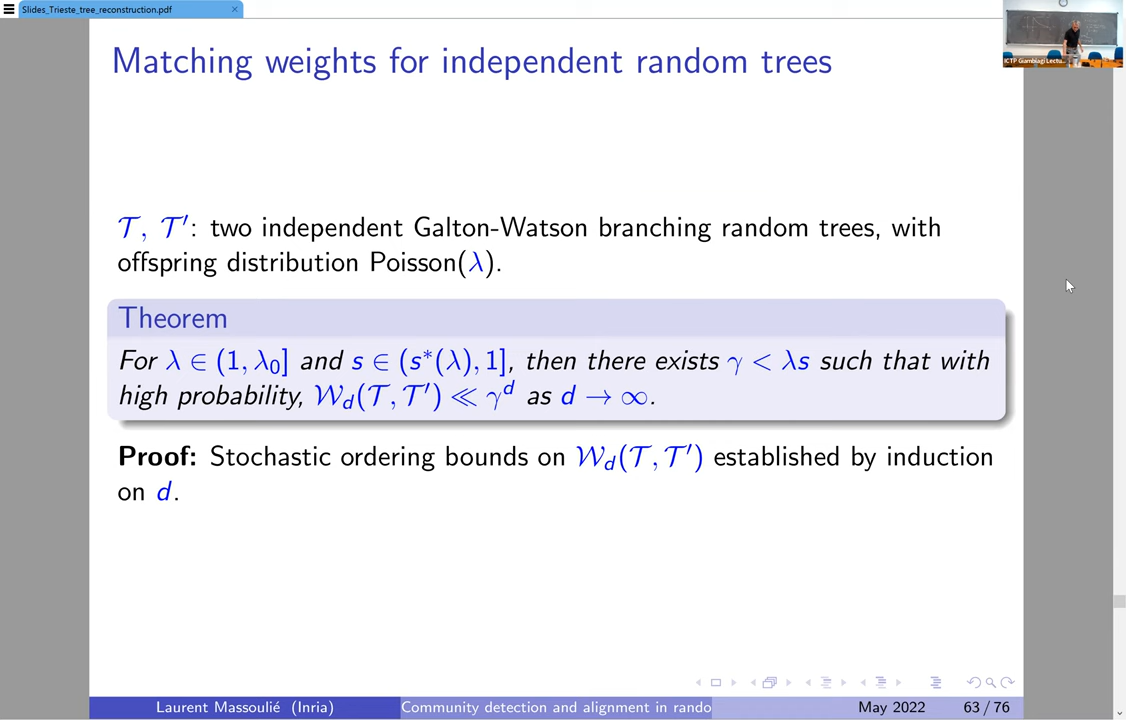 Slides_Trieste_tree_reconstruction.pdf
Matching weights for independent random trees
ICTP Giambiagi Lectu...
𝒯, 𝒯′: two independent Galton-Watson branching random trees, with
offspring distribution Poisson(λ).
Theorem
For λ ∈ (1, λ₀] and s ∈ (s*(λ), 1], then there exists γ < λs such that with
high probability, 𝒲_d(𝒯, 𝒯′) ≪ γ^d as d → ∞.
Proof: Stochastic ordering bounds on 𝒲_d(𝒯, 𝒯′) established by induction
on d.
Laurent Massoulié (Inria) Community detection and alignment in rando May 2022 63 / 76